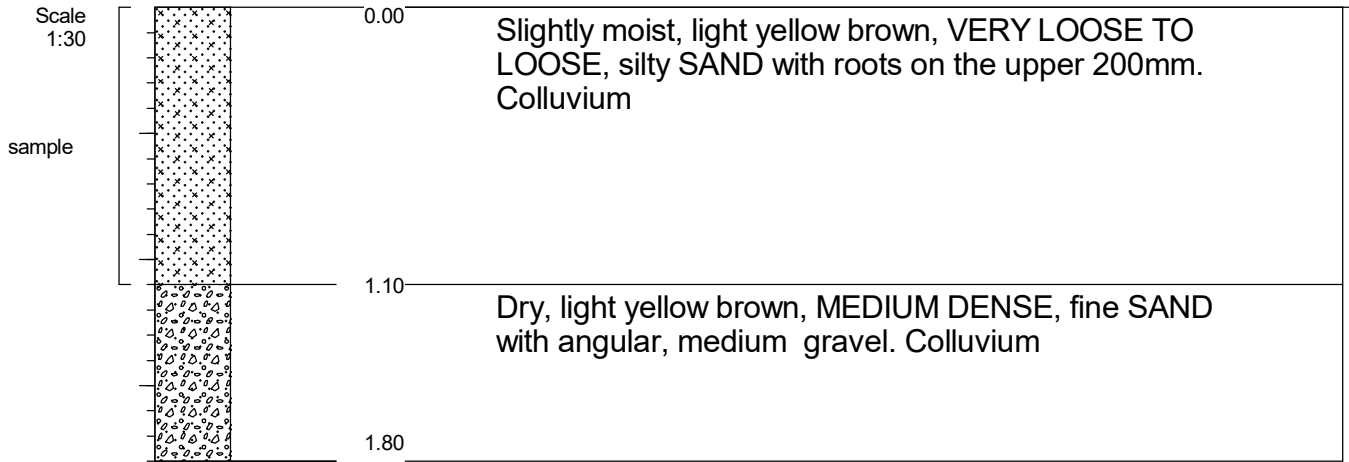 Scale
1:30
0.00
Slightly moist, light yellow brown, VERY LOOSE TO
LOOSE, silty SAND with roots on the upper 200mm.
Colluvium
sample
1.10
Dry, light yellow brown, MEDIUM DENSE, fine SAND
with angular, medium  gravel. Colluvium
1.80